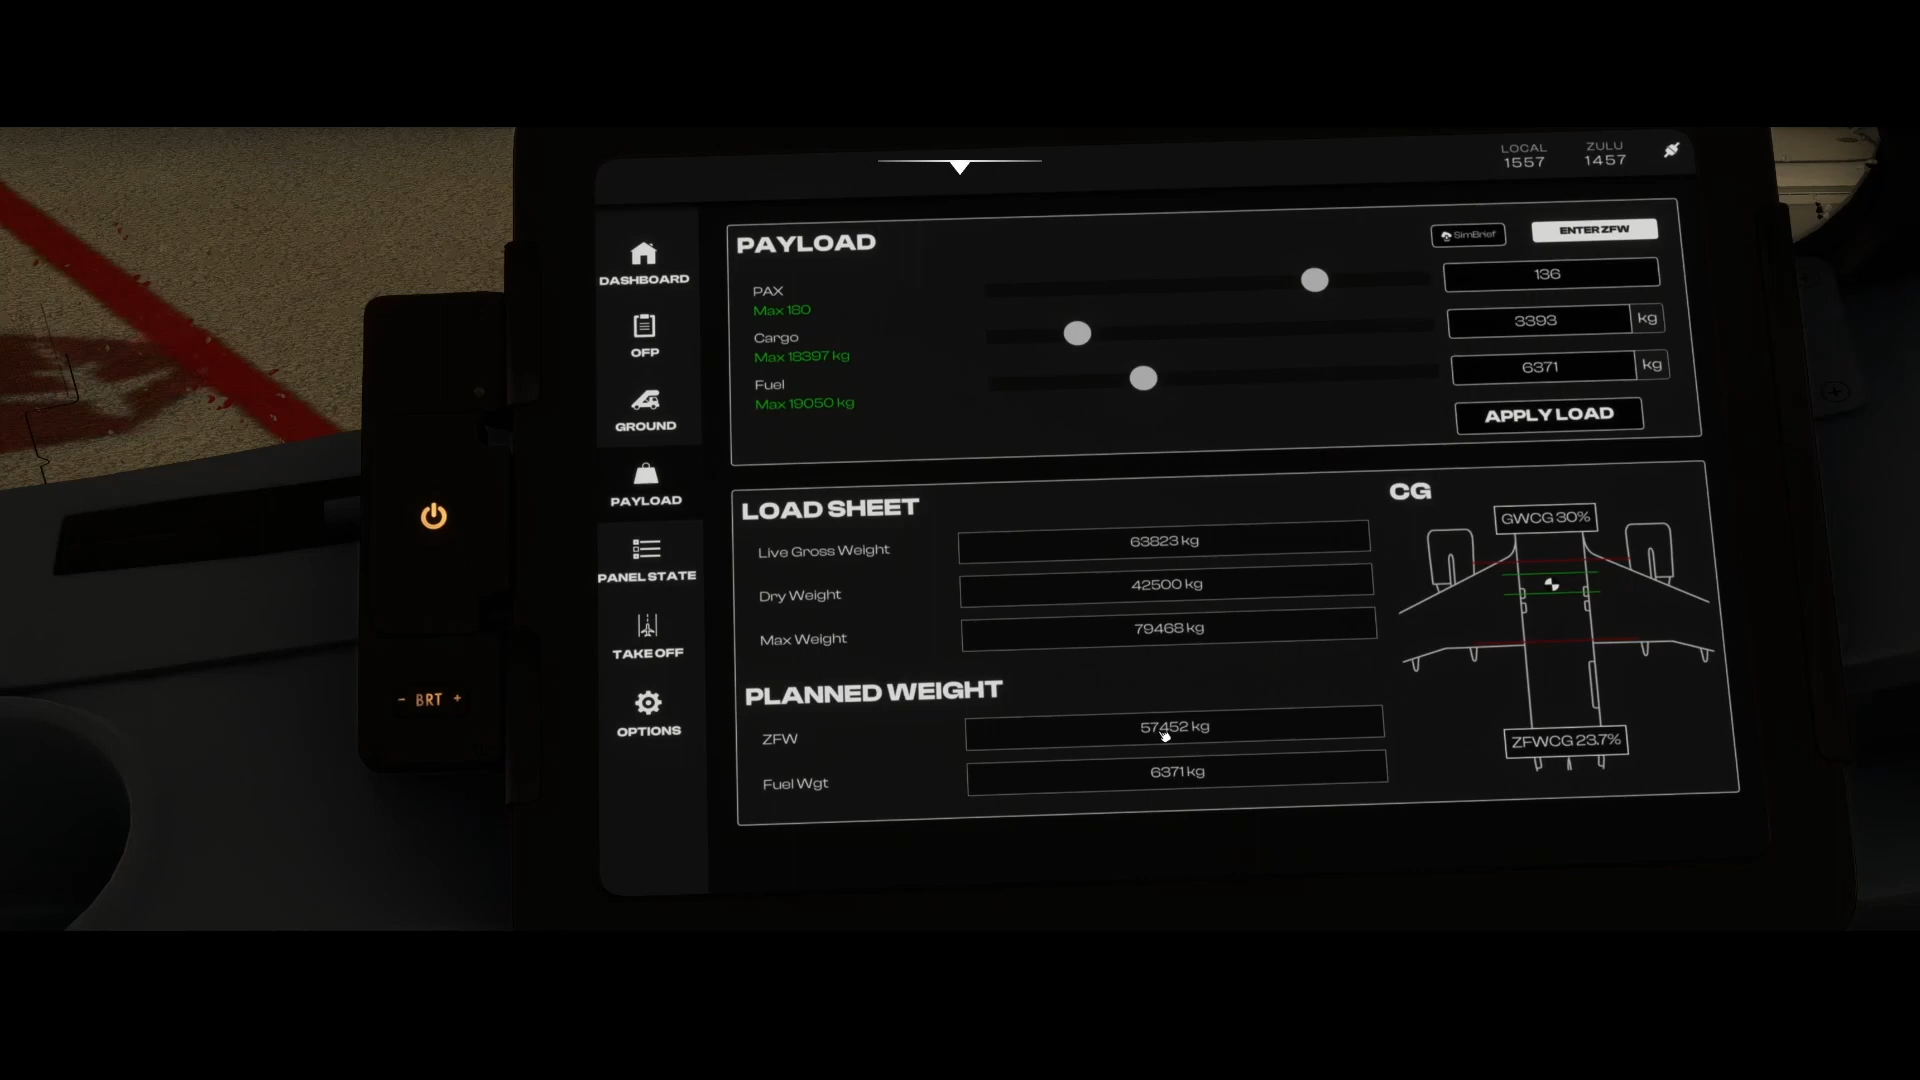 LOCAL ZULU
1557 1457
DASHBOARD
OFP
GROUND
PAYLOAD
PANEL STATE
TAKE OFF
OPTIONS
- BRT +
PAYLOAD
SimBrief
ENTER ZFW
PAX 136
Max 180
Cargo 3393 kg
Max 18397 kg
Fuel 6371 kg
Max 19050 kg
APPLY LOAD
LOAD SHEET
Live Gross Weight 63823 kg
Dry Weight 42500 kg
Max Weight 79468 kg
PLANNED WEIGHT
ZFW 57452 kg
Fuel Wgt 6371 kg
CG
GWCG 30%
ZFWCG 23.7%